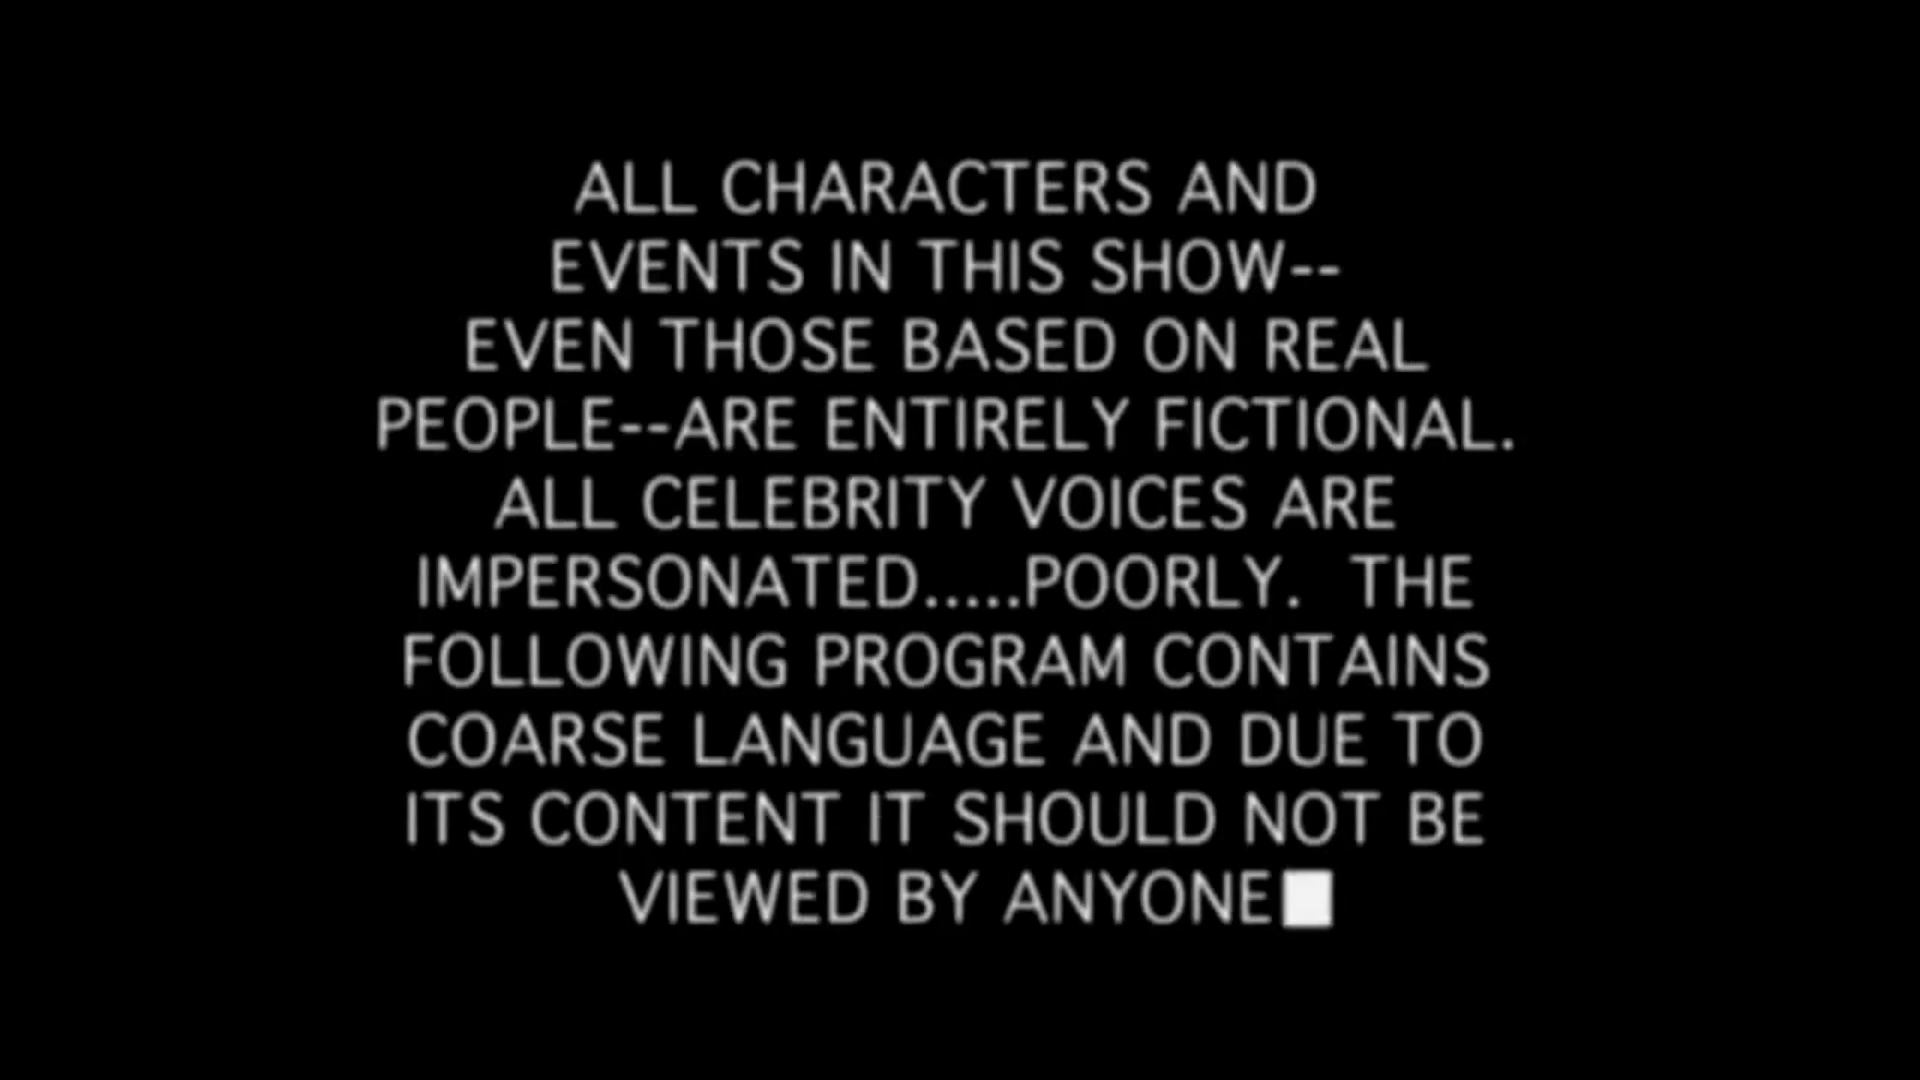 ALL CHARACTERS AND
EVENTS IN THIS SHOW--
EVEN THOSE BASED ON REAL
PEOPLE--ARE ENTIRELY FICTIONAL.
ALL CELEBRITY VOICES ARE
IMPERSONATED.....POORLY.  THE
FOLLOWING PROGRAM CONTAINS
COARSE LANGUAGE AND DUE TO
ITS CONTENT IT SHOULD NOT BE
VIEWED BY ANYONE